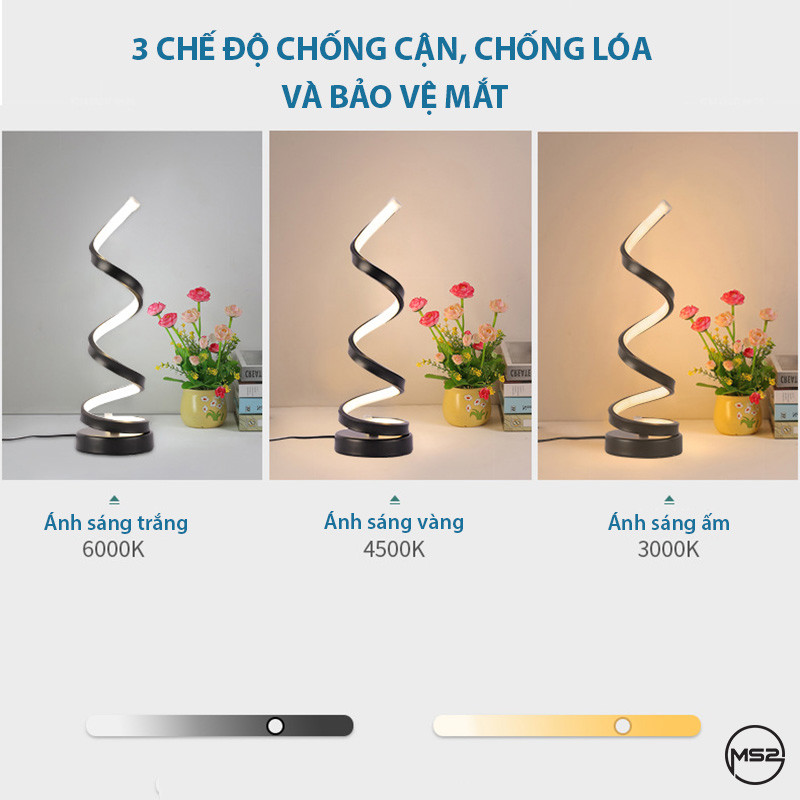 3 CHẾ ĐỘ CHỐNG CẬN, CHỐNG LÓA
VÀ BẢO VỆ MẮT
Ánh sáng trắng
6000K
Ánh sáng vàng
4500K
Ánh sáng ấm
3000K
MS2